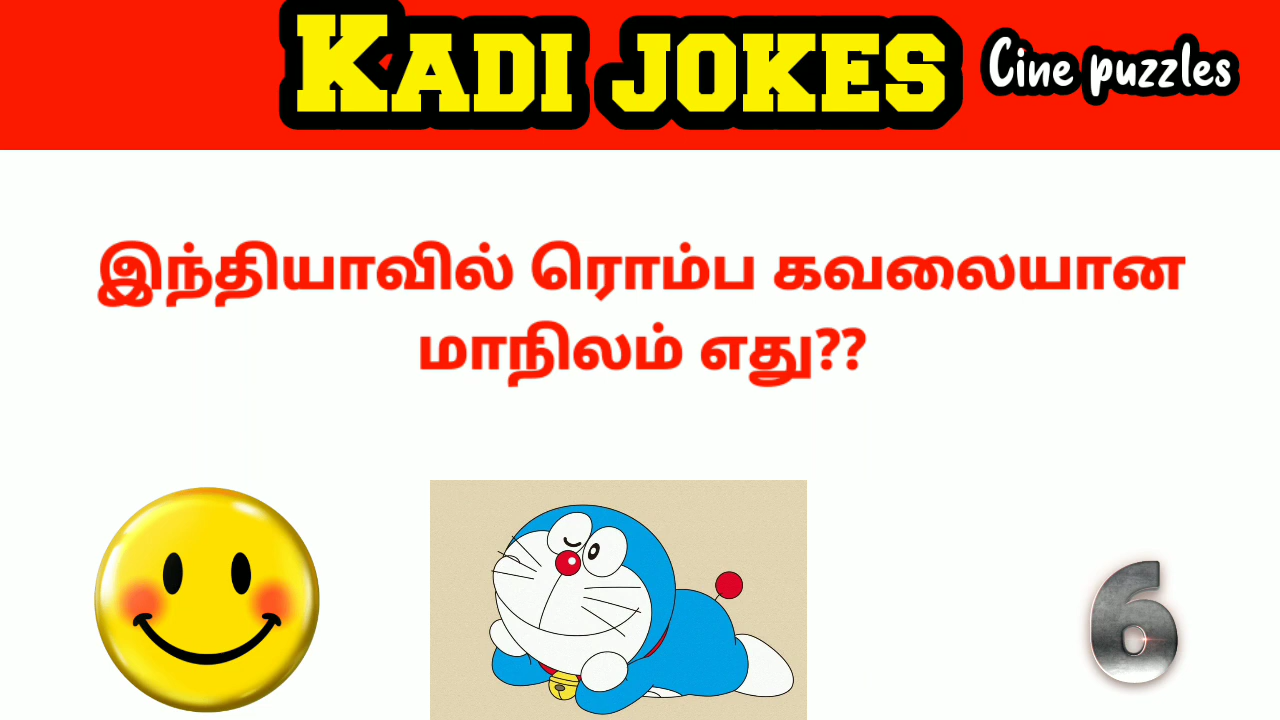 KADI JOKES
Cine puzzles
இந்தியாவில் ரொம்ப கவலையான
மாநிலம் எது??
6